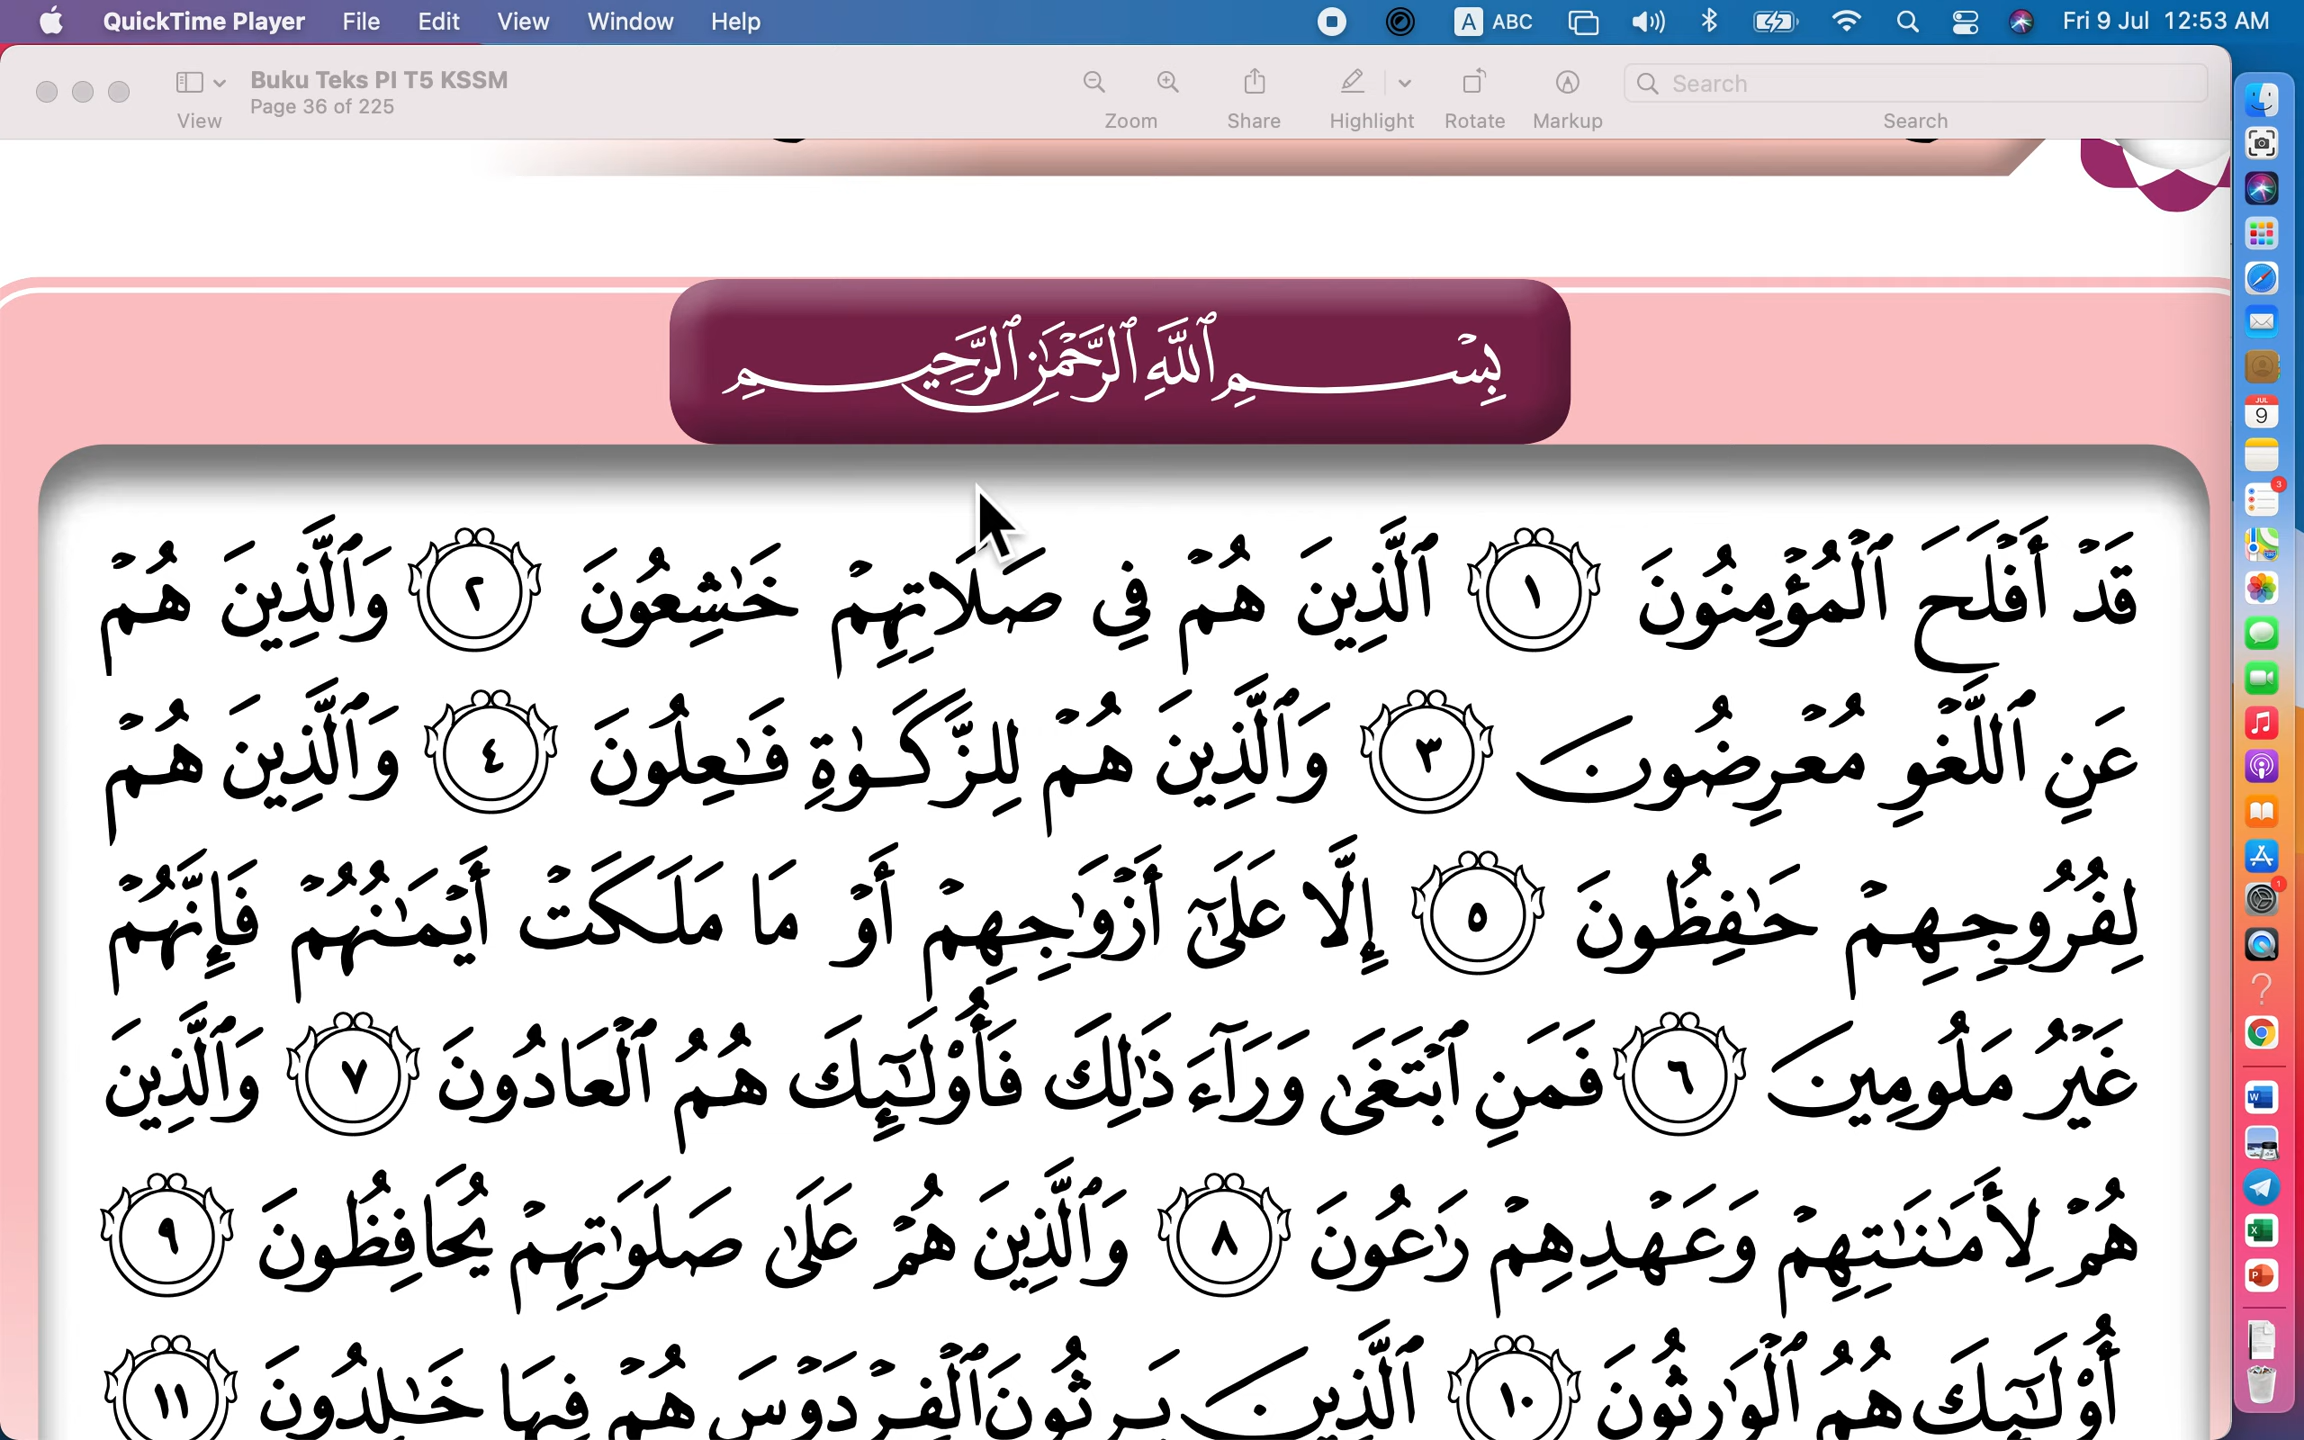 QuickTime Player File Edit View Window Help A ABC Fri 9 Jul 12:53 AM
Buku Teks PI T5 KSSM
Page 36 of 225
Search
View Zoom Share Highlight Rotate Markup Search
بِسْمِ ٱللَّهِ ٱلرَّحْمَٰنِ ٱلرَّحِيمِ
قَدْ أَفْلَحَ ٱلْمُؤْمِنُونَ ١ ٱلَّذِينَ هُمْ فِي صَلَاتِهِمْ خَٰشِعُونَ ٢ وَٱلَّذِينَ هُمْ
عَنِ ٱللَّغْوِ مُعْرِضُونَ ٣ وَٱلَّذِينَ هُمْ لِلزَّكَوٰةِ فَٰعِلُونَ ٤ وَٱلَّذِينَ هُمْ
لِفُرُوجِهِمْ حَٰفِظُونَ ٥ إِلَّا عَلَىٰٓ أَزْوَٰجِهِمْ أَوْ مَا مَلَكَتْ أَيْمَٰنُهُمْ فَإِنَّهُمْ
غَيْرُ مَلُومِينَ ٦ فَمَنِ ٱبْتَغَىٰ وَرَآءَ ذَٰلِكَ فَأُوْلَٰٓئِكَ هُمُ ٱلْعَادُونَ ٧ وَٱلَّذِينَ
هُمْ لِأَمَٰنَٰتِهِمْ وَعَهْدِهِمْ رَٰعُونَ ٨ وَٱلَّذِينَ هُمْ عَلَىٰ صَلَوَٰتِهِمْ يُحَافِظُونَ ٩
أُوْلَٰٓئِكَ هُمُ ٱلْوَٰرِثُونَ ١٠ ٱلَّذِينَ يَرِثُونَ ٱلْفِرْدَوْسَ هُمْ فِيهَا خَٰلِدُونَ ١١
JUL
9
3
1